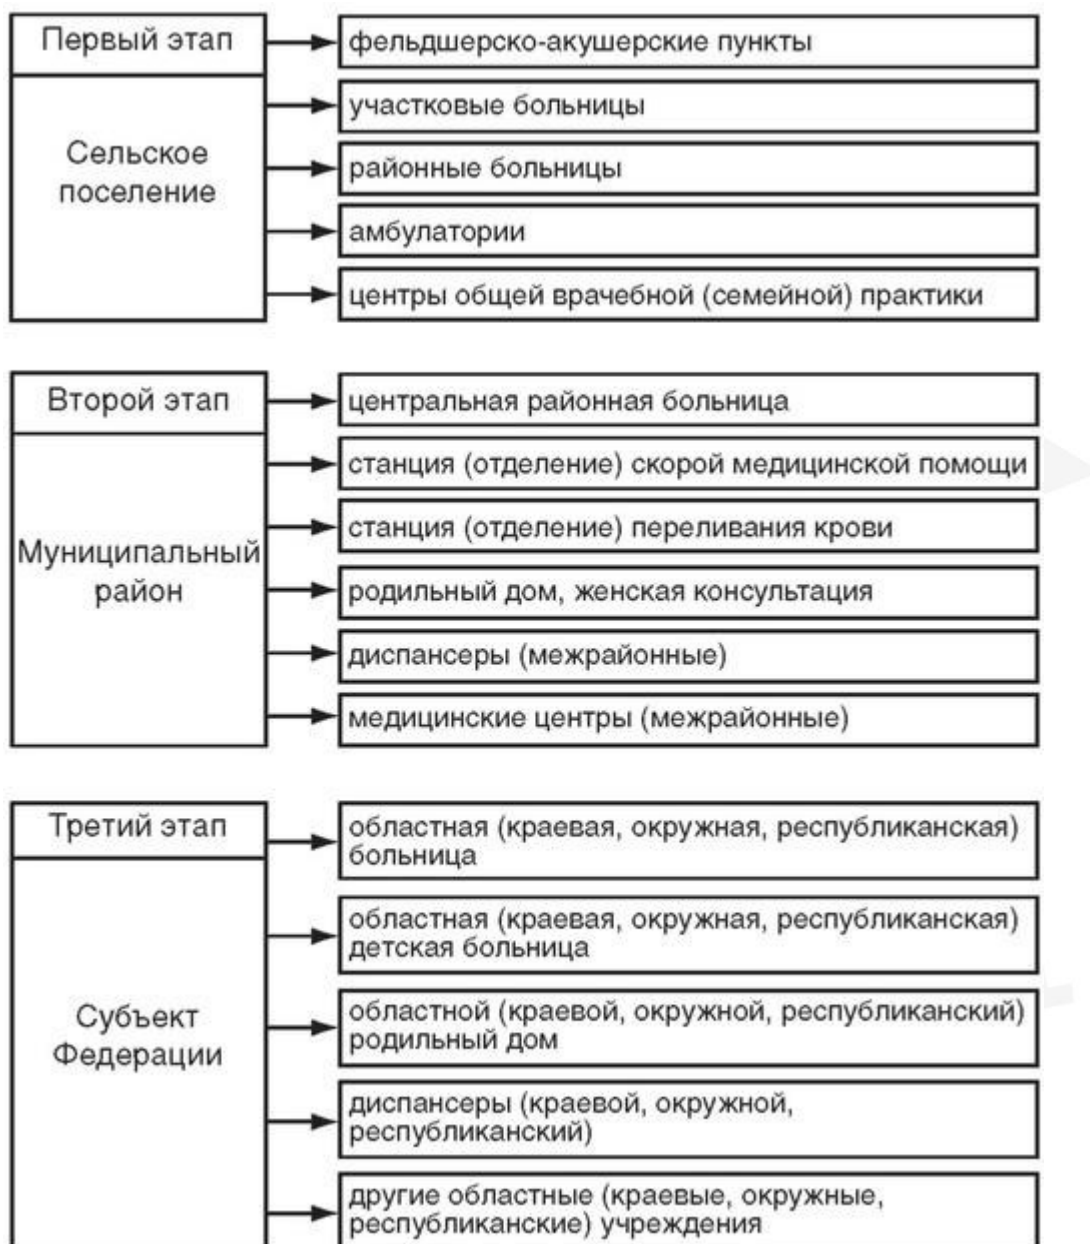 Первый этап
фельдшерско-акушерские пункты
Сельское
поселение
участковые больницы
районные больницы
амбулатории
центры общей врачебной (семейной) практики
Второй этап
центральная районная больница
Муниципальный
район
станция (отделение) скорой медицинской помощи
станция (отделение) переливания крови
родильный дом, женская консультация
диспансеры (межрайонные)
медицинские центры (межрайонные)
Третий этап
областная (краевая, окружная, республиканская)
больница
Субъект
Федерации
областная (краевая, окружная, республиканская)
детская больница
областной (краевой, окружной, республиканский)
родильный дом
диспансеры (краевой, окружной,
республиканский)
другие областные (краевые, окружные,
республиканские) учреждения